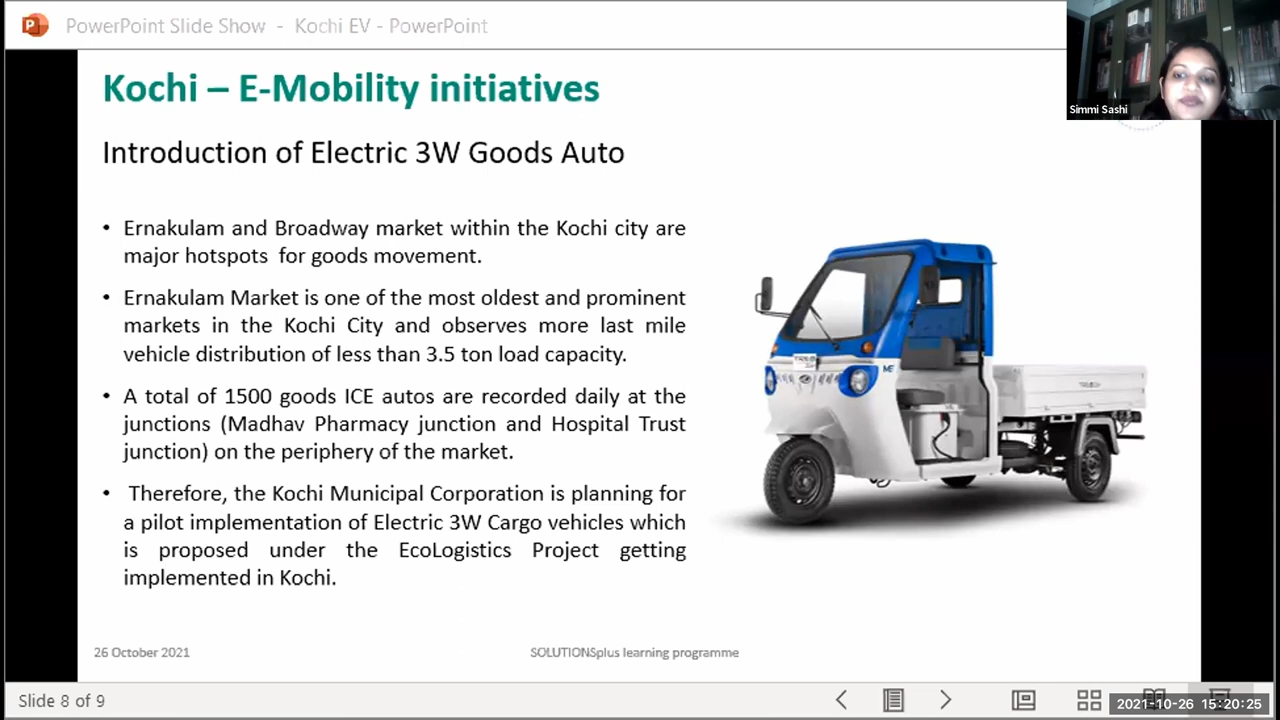 PowerPoint Slide Show - Kochi EV - PowerPoint
Simmi Sashi
Kochi – E-Mobility initiatives
Introduction of Electric 3W Goods Auto
• Ernakulam and Broadway market within the Kochi city are
major hotspots for goods movement.
• Ernakulam Market is one of the most oldest and prominent
markets in the Kochi City and observes more last mile
vehicle distribution of less than 3.5 ton load capacity.
• A total of 1500 goods ICE autos are recorded daily at the
junctions (Madhav Pharmacy junction and Hospital Trust
junction) on the periphery of the market.
• Therefore, the Kochi Municipal Corporation is planning for
a pilot implementation of Electric 3W Cargo vehicles which
is proposed under the EcoLogistics Project getting
implemented in Kochi.
26 October 2021
SOLUTIONSplus learning programme
Slide 8 of 9
2021-10-26 15:20:25